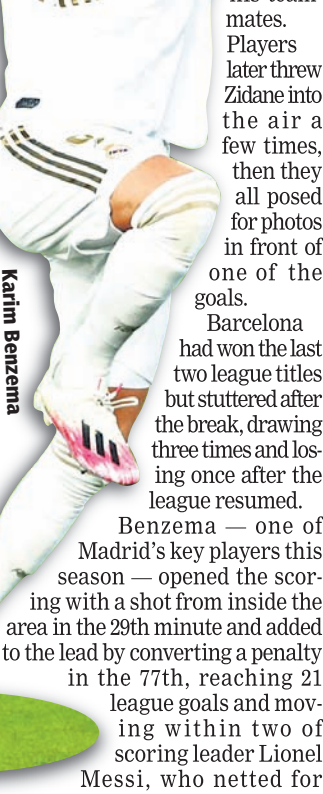 mates.
Players
later threw
Zidane into
the air a
few times,
then they
all posed
for photos
in front of
one of the
goals.
Barcelona
had won the last
two league titles
but stuttered after
the break, drawing
three times and los-
ing once after the
league resumed.
Benzema — one of
Madrid's key players this
season — opened the scor-
ing with a shot from inside the
area in the 29th minute and added
to the lead by converting a penalty
in the 77th, reaching 21
league goals and mov-
ing within two of
scoring leader Lionel
Messi, who netted for
Karim Benzema